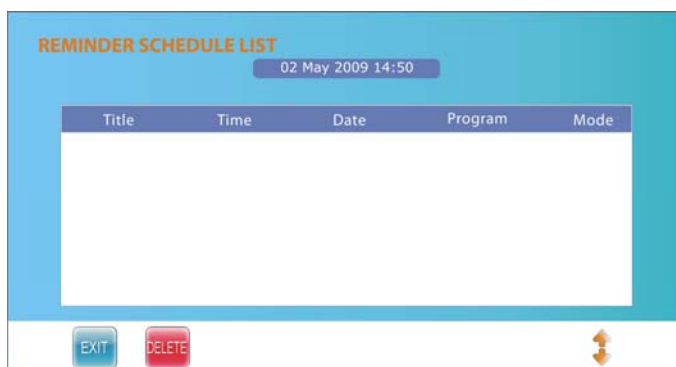 REMINDER SCHEDULE LIST
02 May 2009 14:50
Title Time Date Program Mode
EXIT DELETE